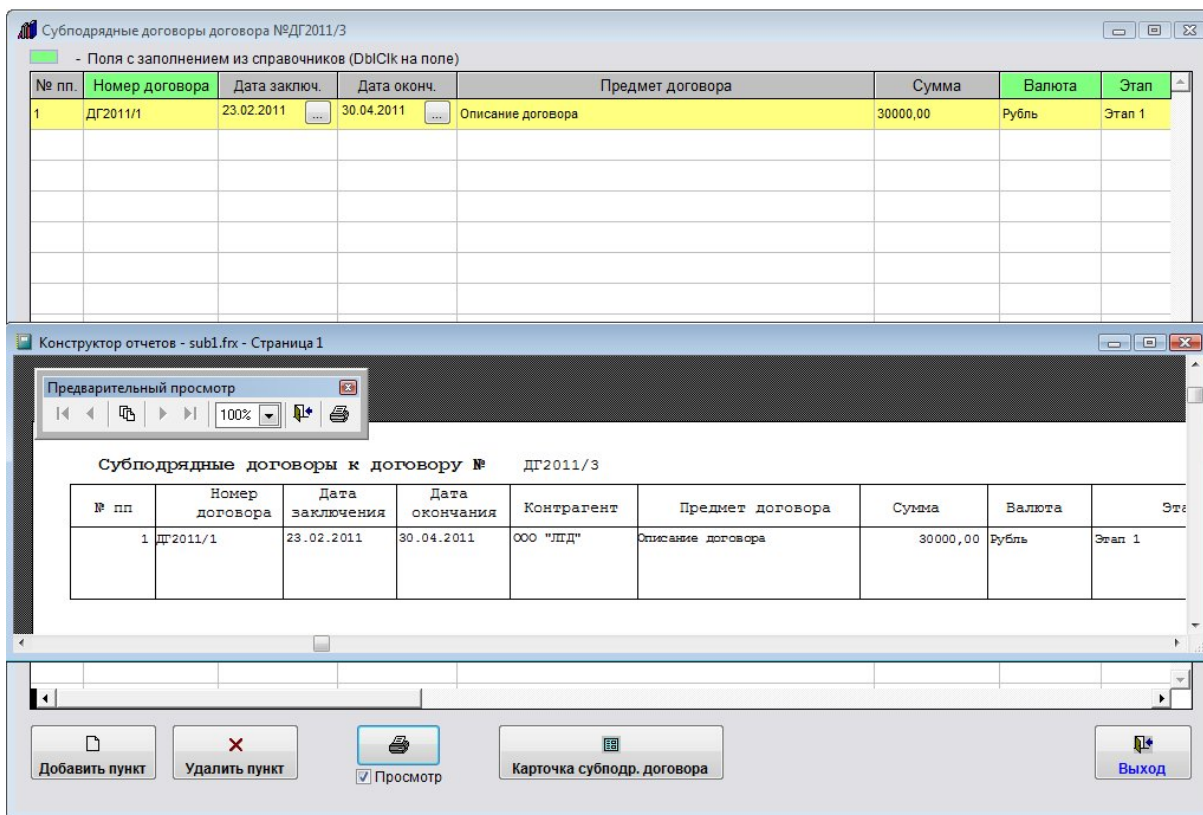 Субподрядные договоры договора №ДГ2011/3
- Поля с заполнением из справочников (DblClk на поле)
№ пп. Номер договора Дата заключ. Дата оконч. Предмет договора Сумма Валюта Этап
1 ДГ2011/1 23.02.2011 ... 30.04.2011 ... Описание договора 30000,00 Рубль Этап 1
Конструктор отчетов - sub1.frx - Страница 1
Предварительный просмотр
100%
Субподрядные договоры к договору № ДГ2011/3
№ пп Номер договора Дата заключения Дата окончания Контрагент Предмет договора Сумма Валюта Эта
1 ДГ2011/1 23.02.2011 30.04.2011 ООО "ЛТД" Описание договора 30000,00 Рубль Этап 1
Добавить пункт Удалить пункт Просмотр Карточка субподр. договора Выход